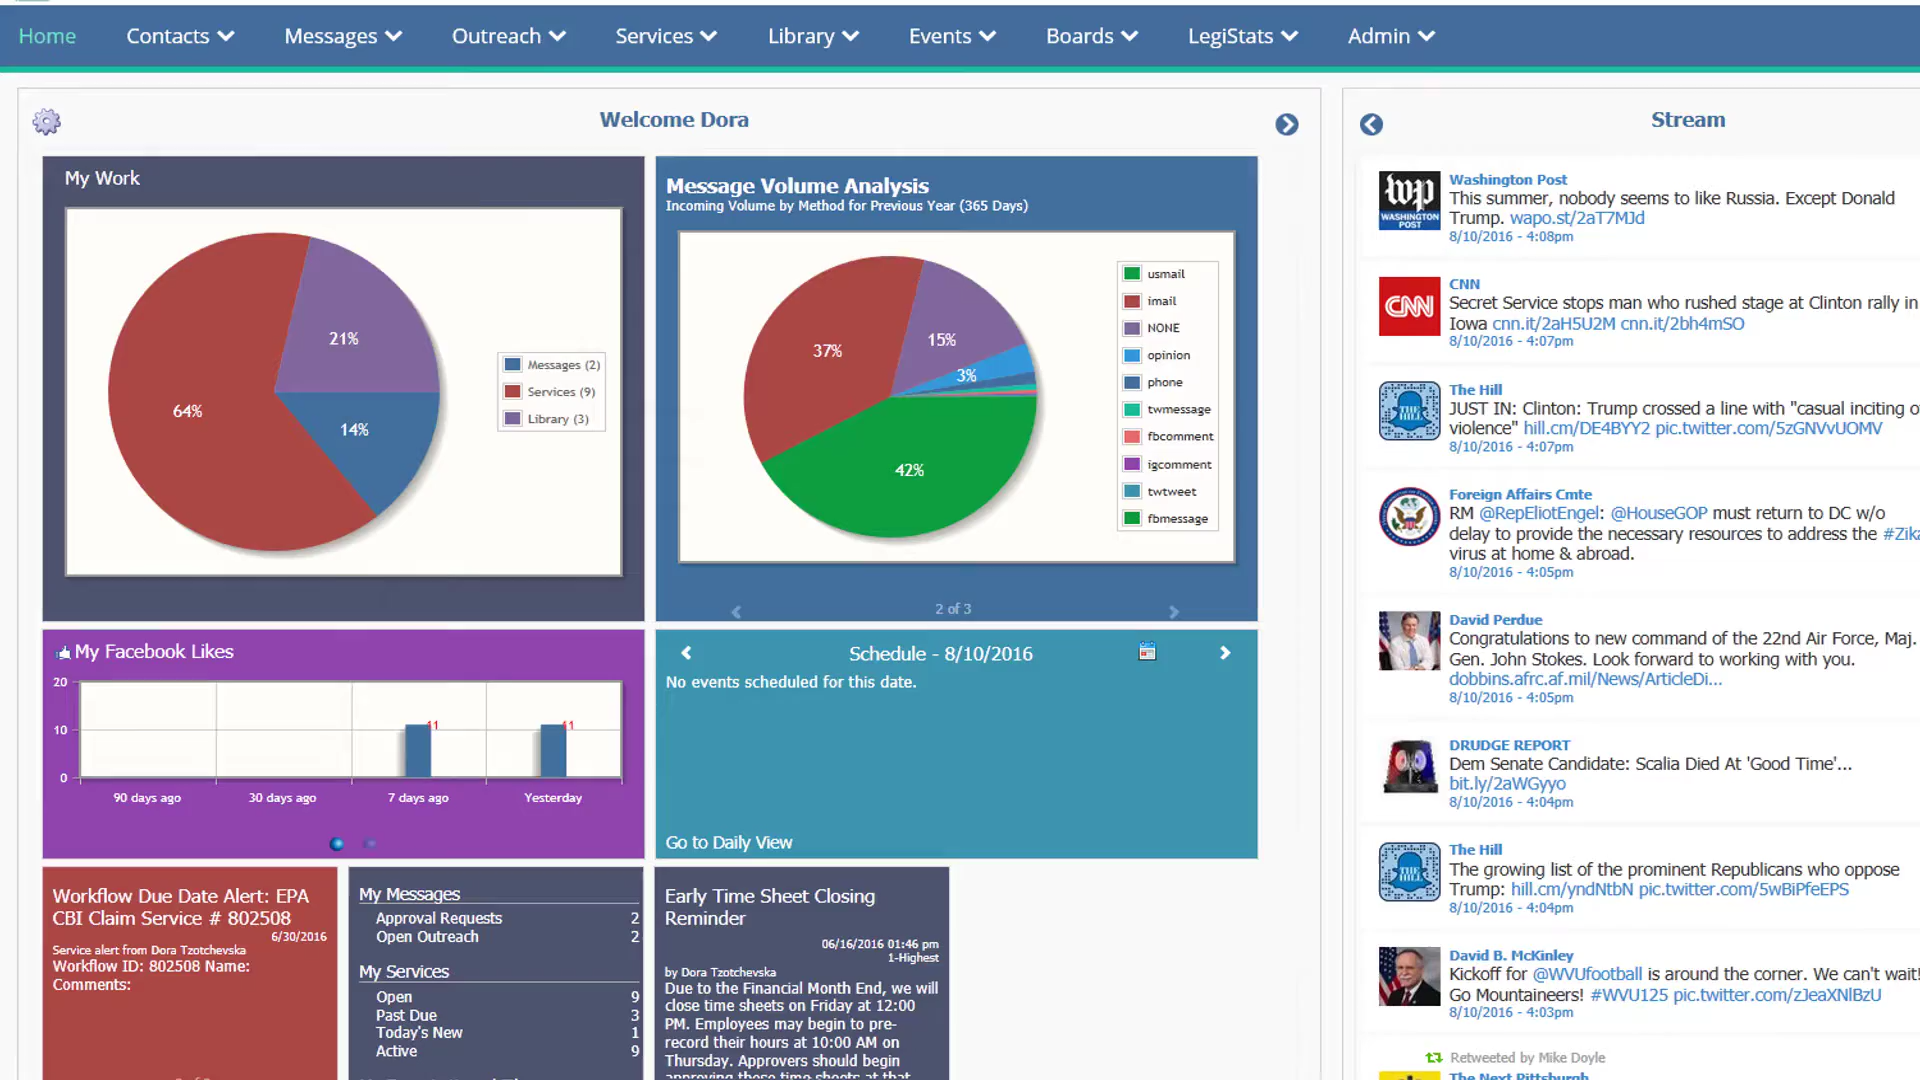 Home
Contacts
Messages
Outreach
Services
Library
Events
Boards
LegiStats
Admin
Welcome Dora
My Work
21%
64%
14%
Messages (2)
Services (9)
Library (3)
Message Volume Analysis
Incoming Volume by Method for Previous Year (365 Days)
37%
15%
3%
42%
usmail
imail
NONE
opinion
phone
twmessage
fbcomment
igcomment
twtweet
fbmessage
2 of 3
My Facebook Likes
20
10
0
11
11
90 days ago
30 days ago
7 days ago
Yesterday
Schedule - 8/10/2016
No events scheduled for this date.
Go to Daily View
Workflow Due Date Alert: EPA
CBI Claim Service # 802508
6/30/2016
Service alert from Dora Tzotchevska
Workflow ID: 802508 Name:
Comments:
My Messages
Approval Requests 2
Open Outreach 2
My Services
Open 9
Past Due 3
Today's New 1
Active 9
Early Time Sheet Closing
Reminder
06/16/2016 01:46 pm
1-Highest
by Dora Tzotchevska
Due to the Financial Month End, we will
close time sheets on Friday at 12:00
PM. Employees may begin to pre-
record their hours at 10:00 AM on
Thursday. Approvers should begin
approving these time sheets at that
Stream
WASHINGTON
POST
Washington Post
This summer, nobody seems to like Russia. Except Donald
Trump. wapo.st/2aT7MJd
8/10/2016 - 4:08pm
CNN
CNN
Secret Service stops man who rushed stage at Clinton rally in
Iowa cnn.it/2aH5U2M cnn.it/2bh4mSO
8/10/2016 - 4:07pm
The Hill
JUST IN: Clinton: Trump crossed a line with "casual inciting o
violence" hill.cm/DE4BYY2 pic.twitter.com/5zGNVvUOMV
8/10/2016 - 4:07pm
Foreign Affairs Cmte
RM @RepEliotEngel: @HouseGOP must return to DC w/o
delay to provide the necessary resources to address the #Zika
virus at home & abroad.
8/10/2016 - 4:05pm
David Perdue
Congratulations to new command of the 22nd Air Force, Maj.
Gen. John Stokes. Look forward to working with you.
dobbins.afrc.af.mil/News/ArticleDi...
8/10/2016 - 4:05pm
DRUDGE REPORT
Dem Senate Candidate: Scalia Died At 'Good Time'...
bit.ly/2aWGyyo
8/10/2016 - 4:04pm
The Hill
The growing list of the prominent Republicans who oppose
Trump: hill.cm/yndNtbN pic.twitter.com/5wBiPfeEPS
8/10/2016 - 4:04pm
David B. McKinley
Kickoff for @WVUfootball is around the corner. We can't wait!
Go Mountaineers! #WVU125 pic.twitter.com/zJeaXNlBzU
8/10/2016 - 4:03pm
Retweeted by Mike Doyle
The Next Pittsburgh